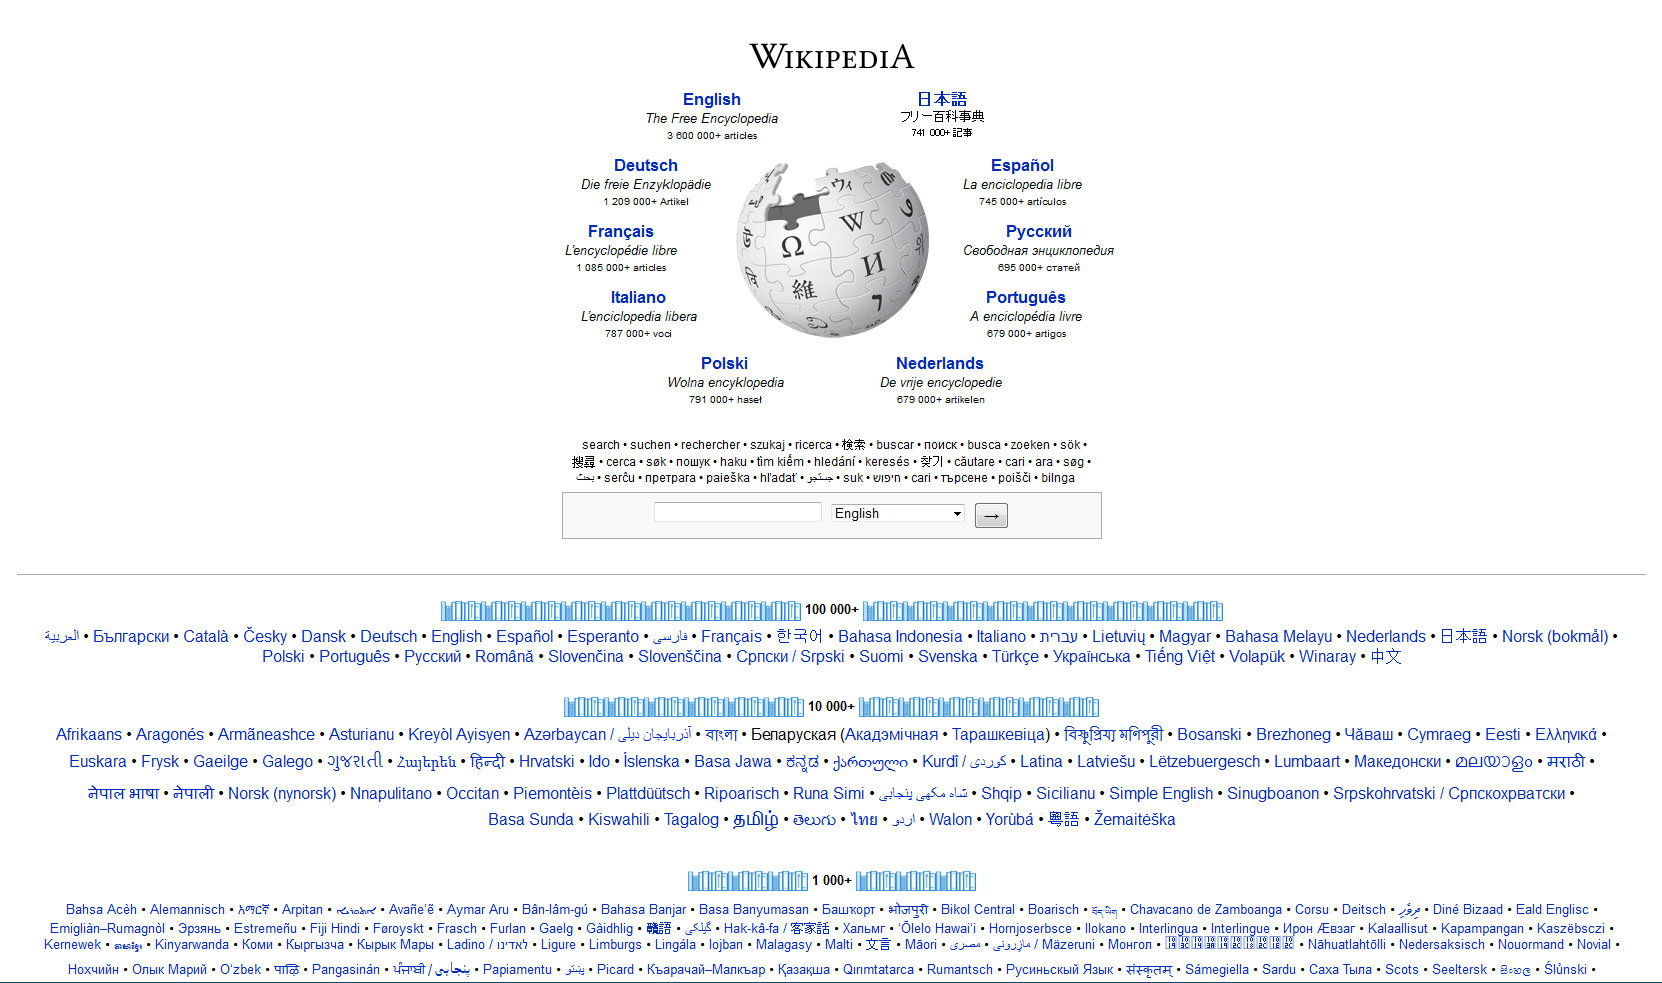 WIKIPEDIA
English
The Free Encyclopedia
3 600 000+ articles
日本語
フリー百科事典
741 000+ 記事
Deutsch
Die freie Enzyklopädie
1 209 000+ Artikel
Español
La enciclopedia libre
745 000+ artículos
Français
L'encyclopédie libre
1 085 000+ articles
Русский
Свободная энциклопедия
695 000+ статей
Italiano
L'enciclopedia libera
787 000+ voci
Português
A enciclopédia livre
679 000+ artigos
Polski
Wolna encyklopedia
791 000+ haseł
Nederlands
De vrije encyclopedie
679 000+ artikelen
Ω W И 維 ウィ
search • suchen • rechercher • szukaj • ricerca • 検索 • buscar • поиск • busca • zoeken • sök •
搜尋 • cerca • søk • пошук • haku • tìm kiếm • hledání • keresés • 찾기 • căutare • cari • ara • søg •
بحث • serĉu • претрага • paieška • hľadať • جستجو • suk • חיפוש • cari • търсене • poišči • bilnga
English →
100 000+
العربية • Български • Català • Česky • Dansk • Deutsch • English • Español • Esperanto • فارسی • Français • 한국어 • Bahasa Indonesia • Italiano • עברית • Lietuvių • Magyar • Bahasa Melayu • Nederlands • 日本語 • Norsk (bokmål) •
Polski • Português • Русский • Română • Slovenčina • Slovenščina • Српски / Srpski • Suomi • Svenska • Türkçe • Українська • Tiếng Việt • Volapük • Winaray • 中文
10 000+
Afrikaans • Aragonés • Armãneashce • Asturianu • Kreyòl Ayisyen • Azərbaycan / آذربايجان ديلی • বাংলা • Беларуская (Акадэмічная • Тарашкевіца) • বিষ্ণুপ্রিয়া মণিপুরী • Bosanski • Brezhoneg • Чăваш • Cymraeg • Eesti • Ελληνικά •
Euskara • Frysk • Gaeilge • Galego • ગુજરાતી • Հայերեն • हिन्दी • Hrvatski • Ido • Íslenska • Basa Jawa • ಕನ್ನಡ • ქართული • Kurdî / كوردی • Latina • Latviešu • Lëtzebuergesch • Lumbaart • Македонски • മലയാളം • मराठी •
नेपाल भाषा • नेपाली • Norsk (nynorsk) • Nnapulitano • Occitan • Piemontèis • Plattdüütsch • Ripoarisch • Runa Simi • شاہ مکھی پنجابی • Shqip • Sicilianu • Simple English • Sinugboanon • Srpskohrvatski / Српскохрватски •
Basa Sunda • Kiswahili • Tagalog • தமிழ் • తెలుగు • ไทย • اردو • Walon • Yorùbá • 粵語 • Žemaitėška
1 000+
Bahsa Acèh • Alemannisch • አማርኛ • Arpitan • Avañe'ẽ • Aymar Aru • Bân-lâm-gú • Bahasa Banjar • Basa Banyumasan • Башҡорт • भोजपुरी • Bikol Central • Boarisch • Chavacano de Zamboanga • Corsu • Deitsch • ދިވެހި • Diné Bizaad • Eald Englisc •
Emigliàn–Rumagnòl • Эрзянь • Estremeñu • Fiji Hindi • Føroyskt • Frasch • Furlan • Gaelg • Gàidhlig • 贛語 • گیلکی • Hak-kâ-fa / 客家話 • Хальмг • ʻŌlelo Hawaiʻi • Hornjoserbsce • Ilokano • Interlingua • Interlingue • Ирон Æвзаг • Kalaallisut • Kapampangan • Kaszëbsczi •
Kernewek • Kinyarwanda • Коми • Кыргызча • Кырык Мары • Ladino / לאדינו • Ligure • Limburgs • Lingála • lojban • Malagasy • Malti • 文言 • Māori • مصرى • مازِرونی / Mäzeruni • Монгол • Nāhuatlahtōlli • Nedersaksisch • Nouormand • Novial •
Нохчийн • Олык Марий • O‘zbek • पाऴि • Pangasinán • ਪੰਜਾਬੀ / پنجابی • Papiamentu • پښتو • Picard • Къарачай–Малкъар • Қазақша • Qırımtatarca • Rumantsch • Русиньскый Язык • संस्कृतम् • Sámegiella • Sardu • Саха Тыла • Scots • Seeltersk • සිංහල • Ślůnski •